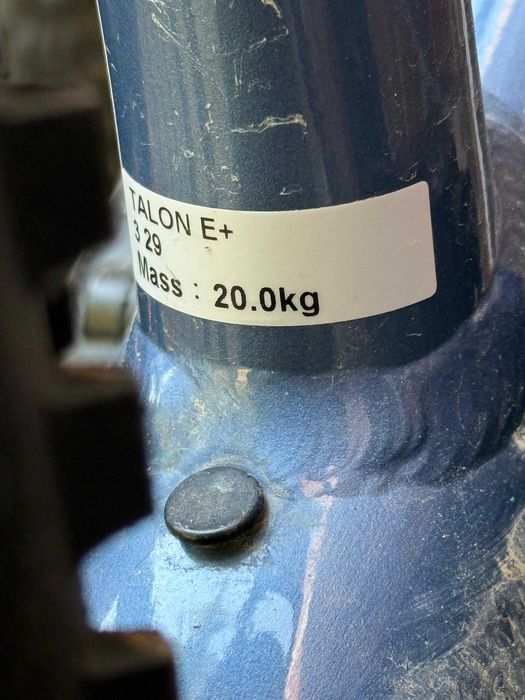 TALON E+
3 29
Mass : 20.0kg